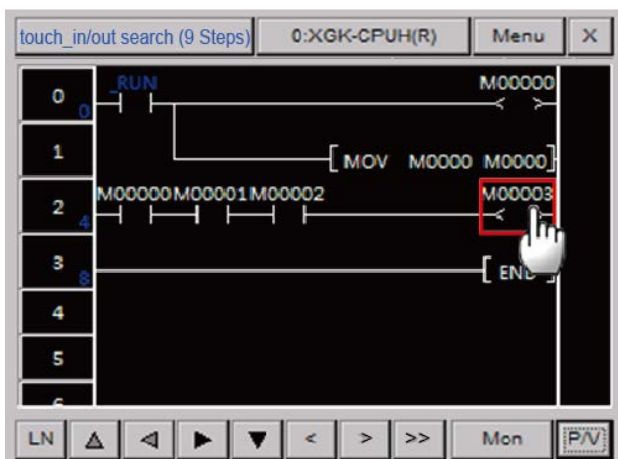 touch_in/out search (9 Steps) 0:XGK-CPUH(R) Menu X
0 0 _RUN M00000
1 MOV M0000 M0000
2 4 M00000 M00001 M00002 M00003
3 8 END
4
5
6
LN < > >> Mon P/V